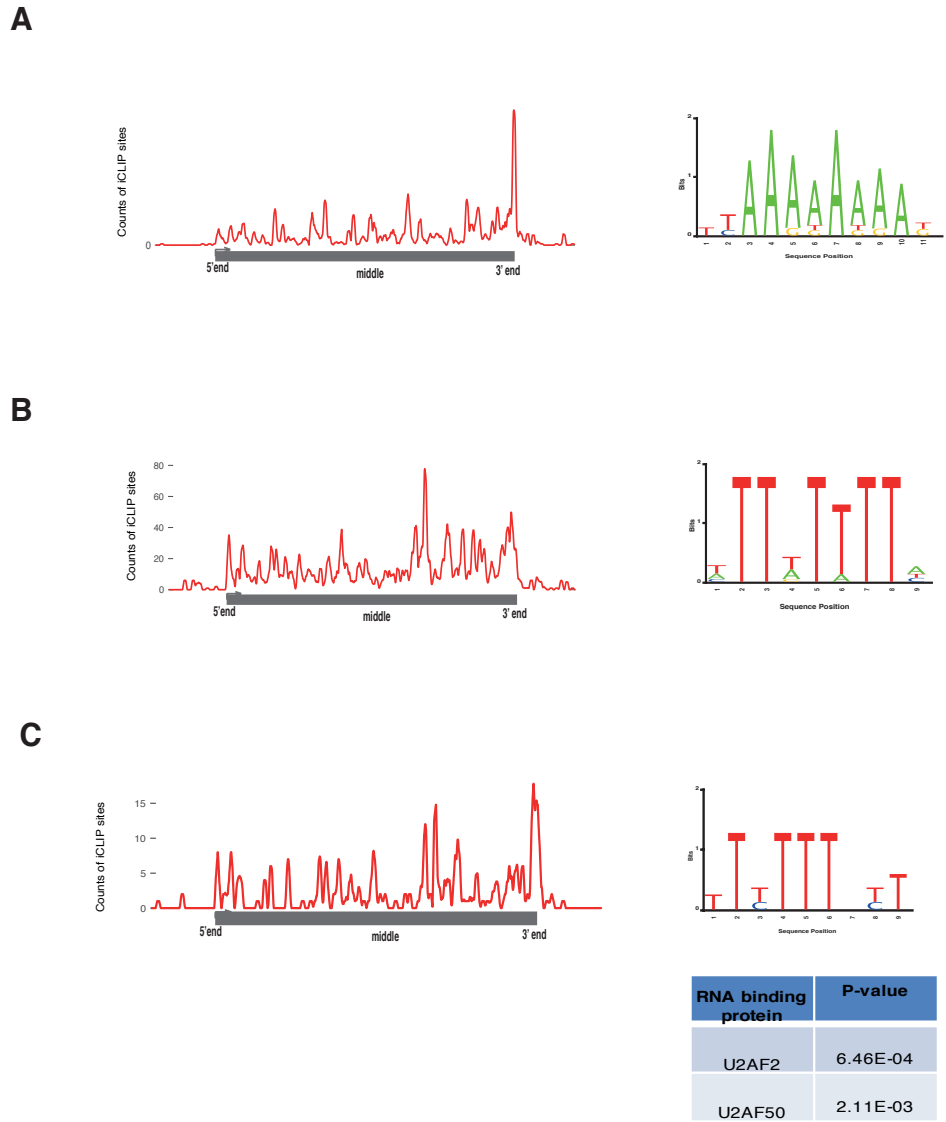 A
Counts of iCLIP sites
0
5'end
middle
3' end
2
1
0
Bits
1 2 3 4 5 6 7 8 9 10 11
Sequence Position
B
Counts of iCLIP sites
80
60
40
20
0
5'end
middle
3' end
2
1
0
Bits
1 2 3 4 5 6 7 8 9
Sequence Position
C
Counts of iCLIP sites
15
10
5
0
5'end
middle
3' end
2
1
0
Bits
1 2 3 4 5 6 7 8 9
Sequence Position
RNA binding protein
P-value
U2AF2
6.46E-04
U2AF50
2.11E-03